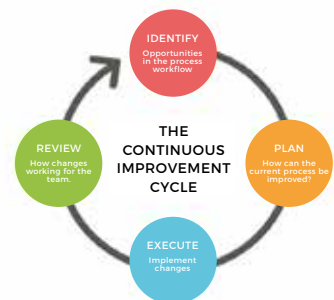 IDENTIFY
Opportunities
in the process
workflow
THE
CONTINUOUS
IMPROVEMENT
CYCLE
REVIEW
How changes
working for the
team.
PLAN
How can the
current process be
improved?
EXECUTE
Implement
changes